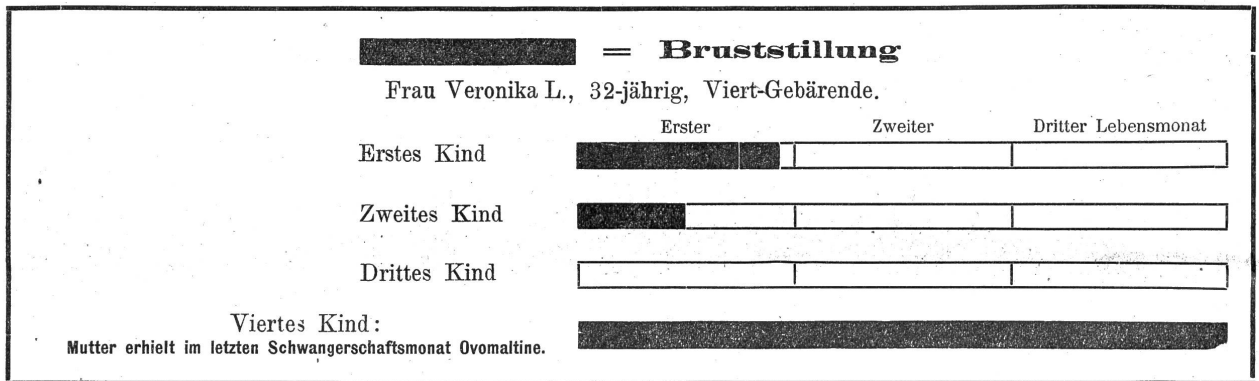 = Bruststillung
Frau Veronika L., 32-jährig, Viert-Gebärende.
Erster Zweiter Dritter Lebensmonat
Erstes Kind
Zweites Kind
Drittes Kind
Viertes Kind:
Mutter erhielt im letzten Schwangerschaftsmonat Ovomaltine.